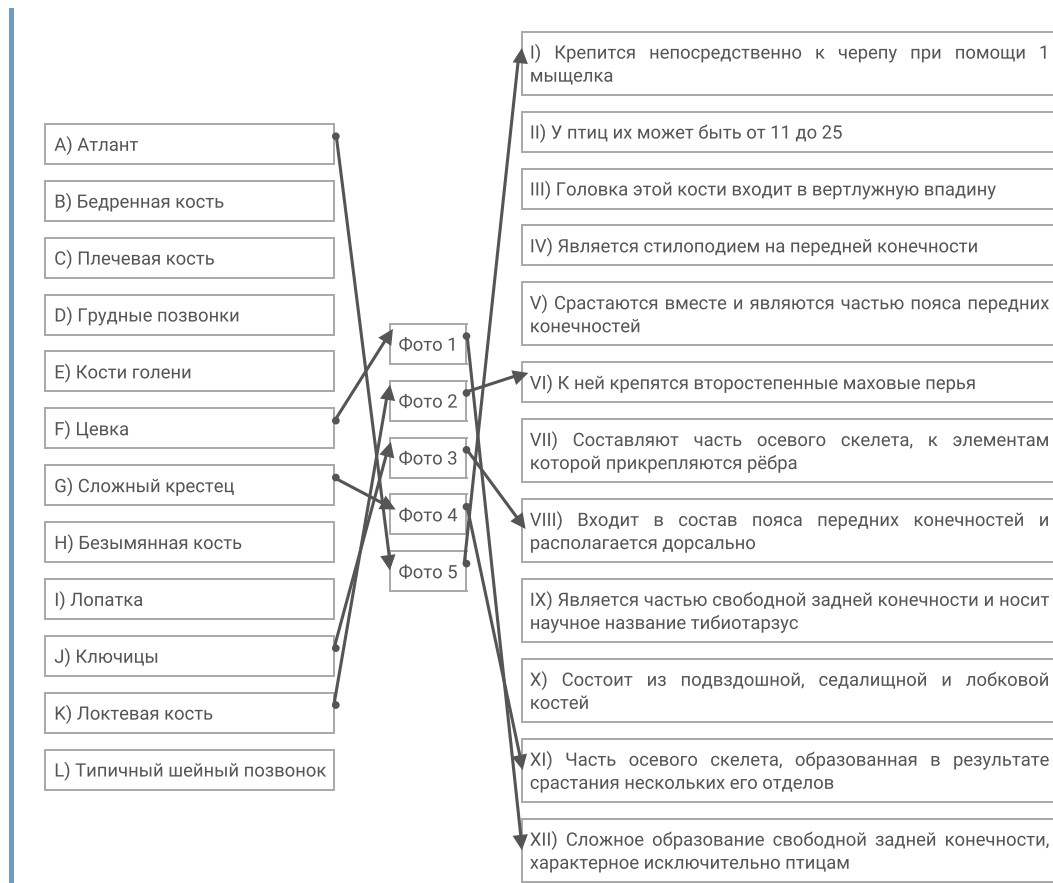 A) Атлант
B) Бедренная кость
C) Плечевая кость
D) Грудные позвонки
E) Кости голени
F) Цевка
G) Сложный крестец
H) Безымянная кость
I) Лопатка
J) Ключицы
K) Локтевая кость
L) Типичный шейный позвонок
Фото 1
Фото 2
Фото 3
Фото 4
Фото 5
I) Крепится непосредственно к черепу при помощи 1
мыщелка
II) У птиц их может быть от 11 до 25
III) Головка этой кости входит в вертлужную впадину
IV) Является стилоподием на передней конечности
V) Срастаются вместе и являются частью пояса передних
конечностей
VI) К ней крепятся второстепенные маховые перья
VII) Составляют часть осевого скелета, к элементам
которой прикрепляются рёбра
VIII) Входит в состав пояса передних конечностей и
располагается дорсально
IX) Является частью свободной задней конечности и носит
научное название тибиотарзус
X) Состоит из подвздошной, седалищной и лобковой
костей
XI) Часть осевого скелета, образованная в результате
срастания нескольких его отделов
XII) Сложное образование свободной задней конечности,
характерное исключительно птицам